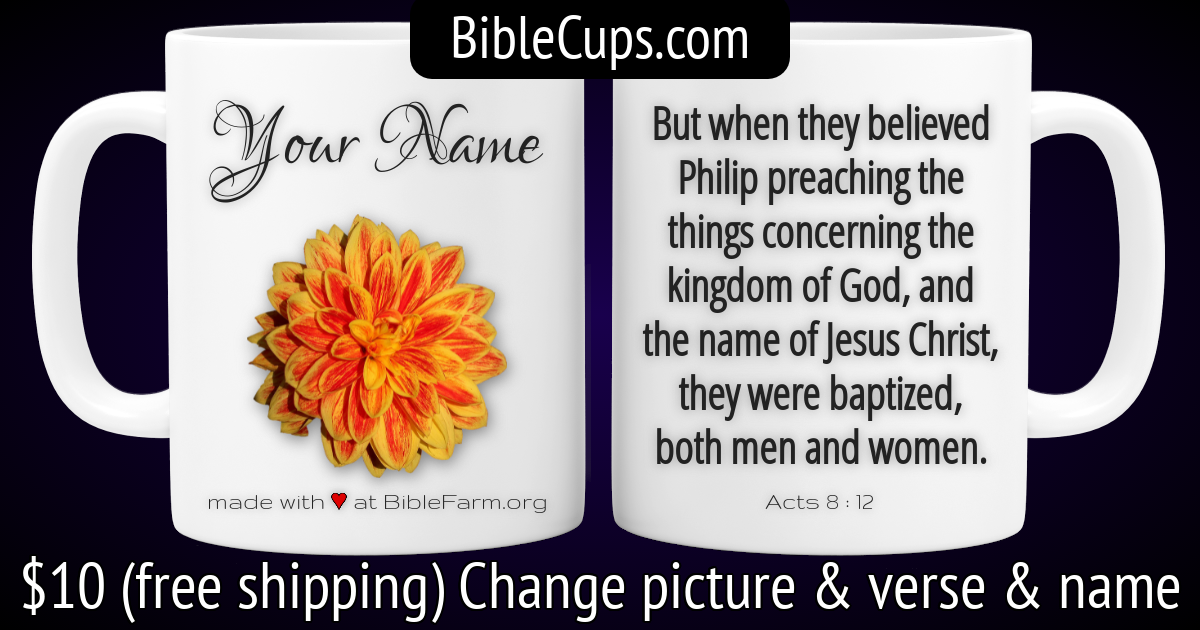 BibleCups.com
Your Name
made with ♥ at BibleFarm.org
But when they believed
Philip preaching the
things concerning the
kingdom of God, and
the name of Jesus Christ,
they were baptized,
both men and women.
Acts 8 : 12
$10 (free shipping) Change picture & verse & name